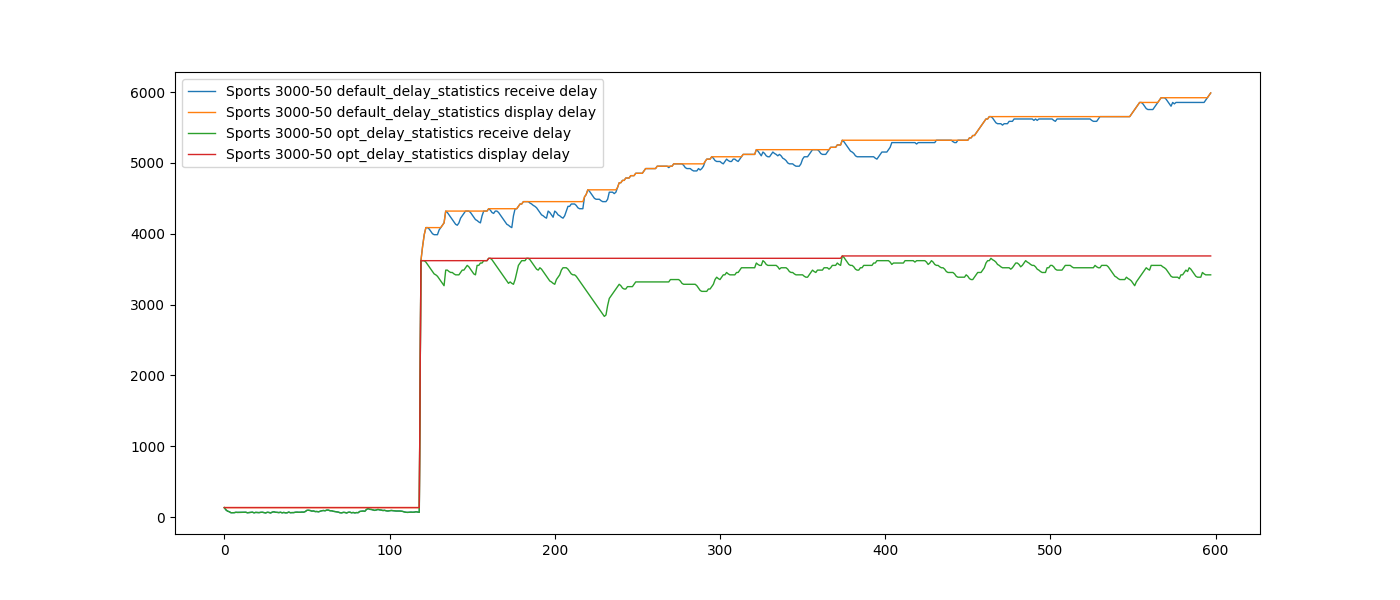 Sports 3000-50 default_delay_statistics receive delay
Sports 3000-50 default_delay_statistics display delay
Sports 3000-50 opt_delay_statistics receive delay
Sports 3000-50 opt_delay_statistics display delay
6000
5000
4000
3000
2000
1000
0
0 100 200 300 400 500 600